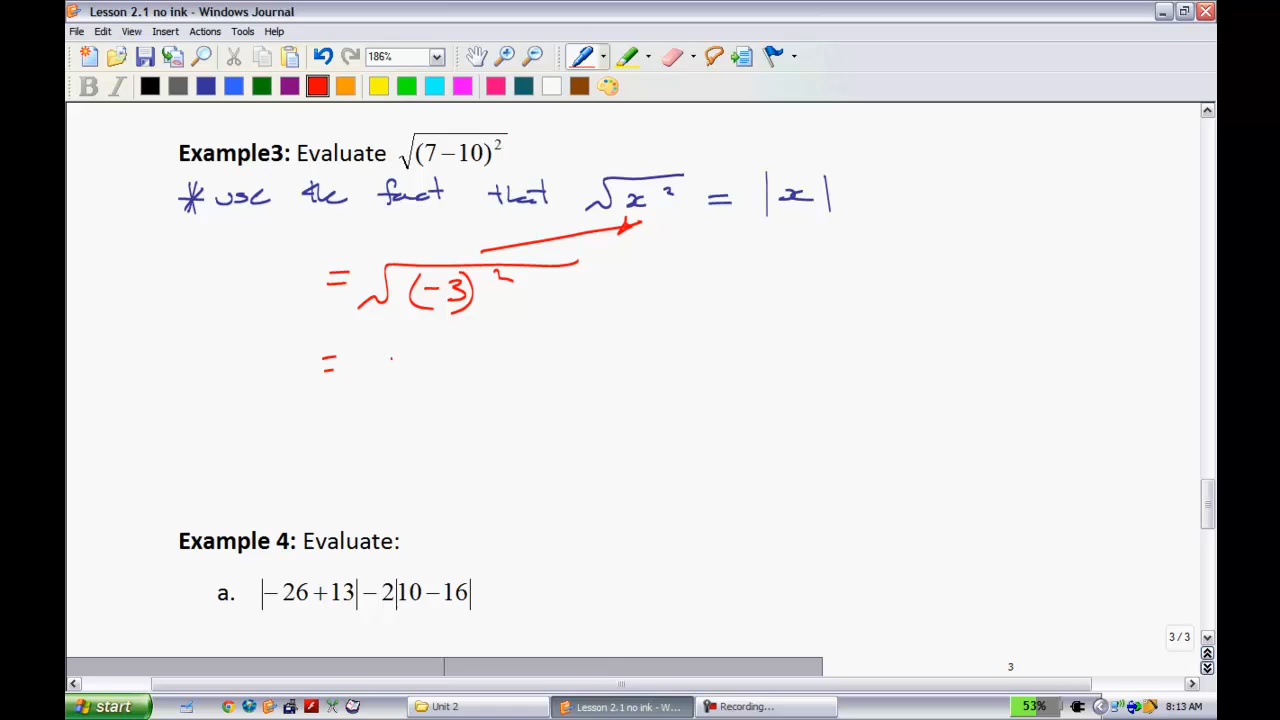 Lesson 2.1 no ink - Windows Journal
File Edit View Insert Actions Tools Help
186%
B I
Example3: Evaluate √(7−10)²
* use the fact that √x² = |x|
= √(−3)²
=
Example 4: Evaluate:
a. |−26+13|−2|10−16|
3/3
3
start Unit 2 Lesson 2.1 no ink - W... Recording... 53% 8:13 AM